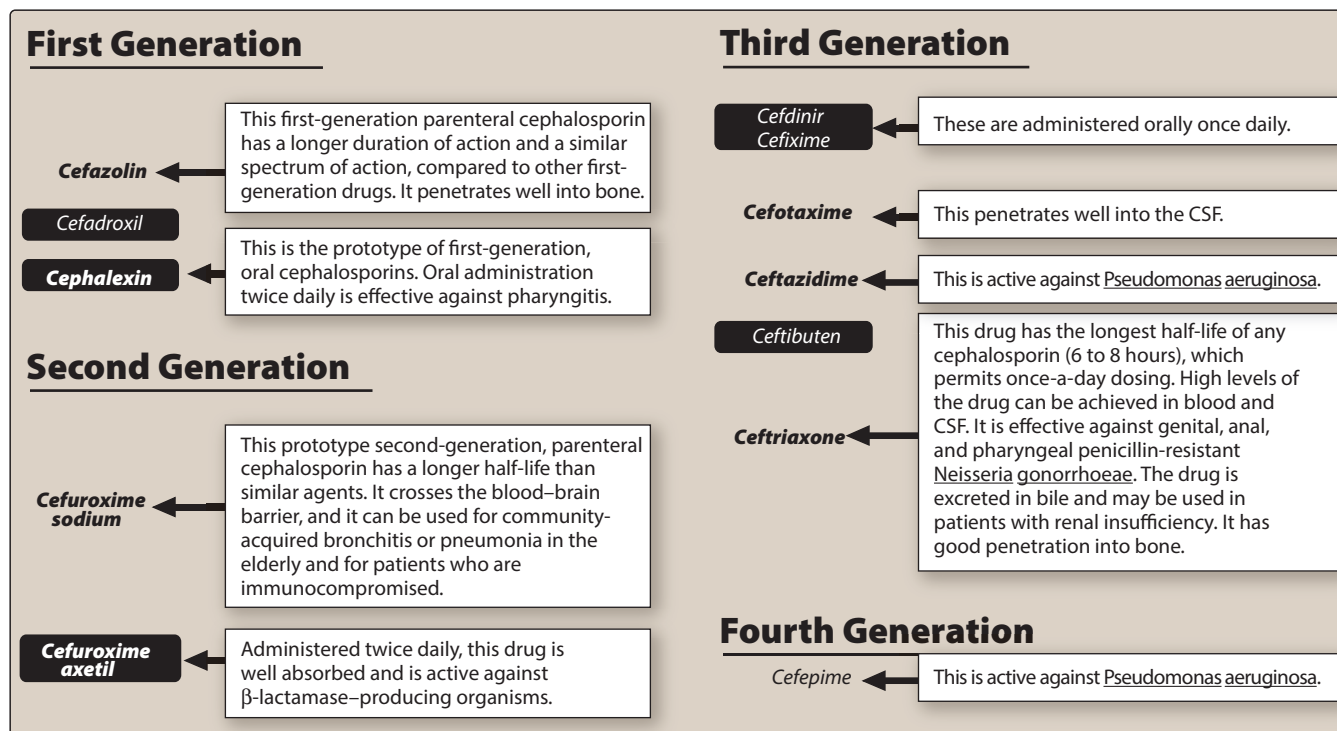 First Generation
Cefazolin
This first-generation parenteral cephalosporin
has a longer duration of action and a similar
spectrum of action, compared to other first-
generation drugs. It penetrates well into bone.
Cefadroxil
Cephalexin
This is the prototype of first-generation,
oral cephalosporins. Oral administration
twice daily is effective against pharyngitis.
Second Generation
Cefuroxime
sodium
This prototype second-generation, parenteral
cephalosporin has a longer half-life than
similar agents. It crosses the blood–brain
barrier, and it can be used for community-
acquired bronchitis or pneumonia in the
elderly and for patients who are
immunocompromised.
Cefuroxime
axetil
Administered twice daily, this drug is
well absorbed and is active against
β-lactamase–producing organisms.
Third Generation
Cefdinir
Cefixime
These are administered orally once daily.
Cefotaxime
This penetrates well into the CSF.
Ceftazidime
This is active against Pseudomonas aeruginosa.
Ceftibuten
Ceftriaxone
This drug has the longest half-life of any
cephalosporin (6 to 8 hours), which
permits once-a-day dosing. High levels of
the drug can be achieved in blood and
CSF. It is effective against genital, anal,
and pharyngeal penicillin-resistant
Neisseria gonorrhoeae. The drug is
excreted in bile and may be used in
patients with renal insufficiency. It has
good penetration into bone.
Fourth Generation
Cefepime
This is active against Pseudomonas aeruginosa.